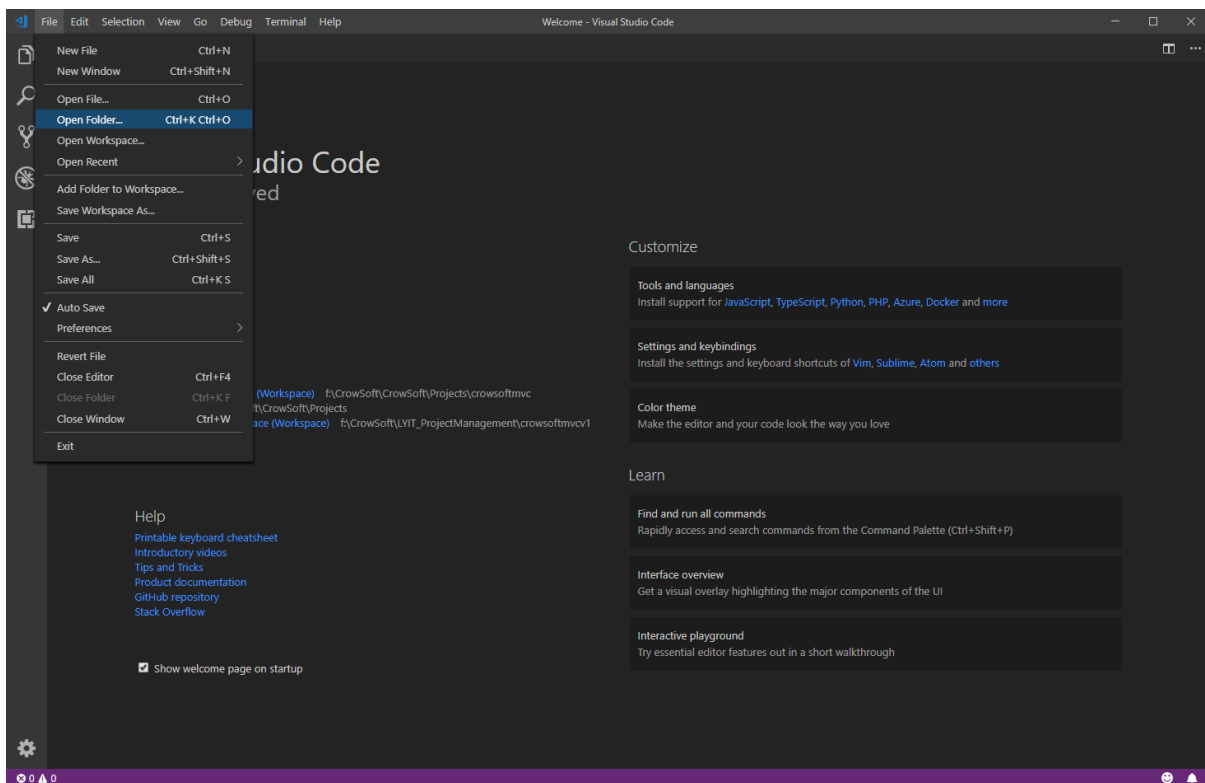 File Edit Selection View Go Debug Terminal Help Welcome - Visual Studio Code
New File Ctrl+N
New Window Ctrl+Shift+N
Open File... Ctrl+O
Open Folder... Ctrl+K Ctrl+O
Open Workspace...
Open Recent
Add Folder to Workspace...
Save Workspace As...
Save Ctrl+S
Save As... Ctrl+Shift+S
Save All Ctrl+K S
Auto Save
Preferences
Revert File
Close Editor Ctrl+F4
Close Folder Ctrl+K F
Close Window Ctrl+W
Exit
udio Code
ved
(Workspace) f:\CrowSoft\CrowSoft\Projects\crowsoftmvc
ft\CrowSoft\Projects
ace (Workspace) f:\CrowSoft\LYIT_ProjectManagement\crowsoftmvcv1
Help
Printable keyboard cheatsheet
Introductory videos
Tips and Tricks
Product documentation
GitHub repository
Stack Overflow
Show welcome page on startup
Customize
Tools and languages
Install support for JavaScript, TypeScript, Python, PHP, Azure, Docker and more
Settings and keybindings
Install the settings and keyboard shortcuts of Vim, Sublime, Atom and others
Color theme
Make the editor and your code look the way you love
Learn
Find and run all commands
Rapidly access and search commands from the Command Palette (Ctrl+Shift+P)
Interface overview
Get a visual overlay highlighting the major components of the UI
Interactive playground
Try essential editor features out in a short walkthrough
0 0